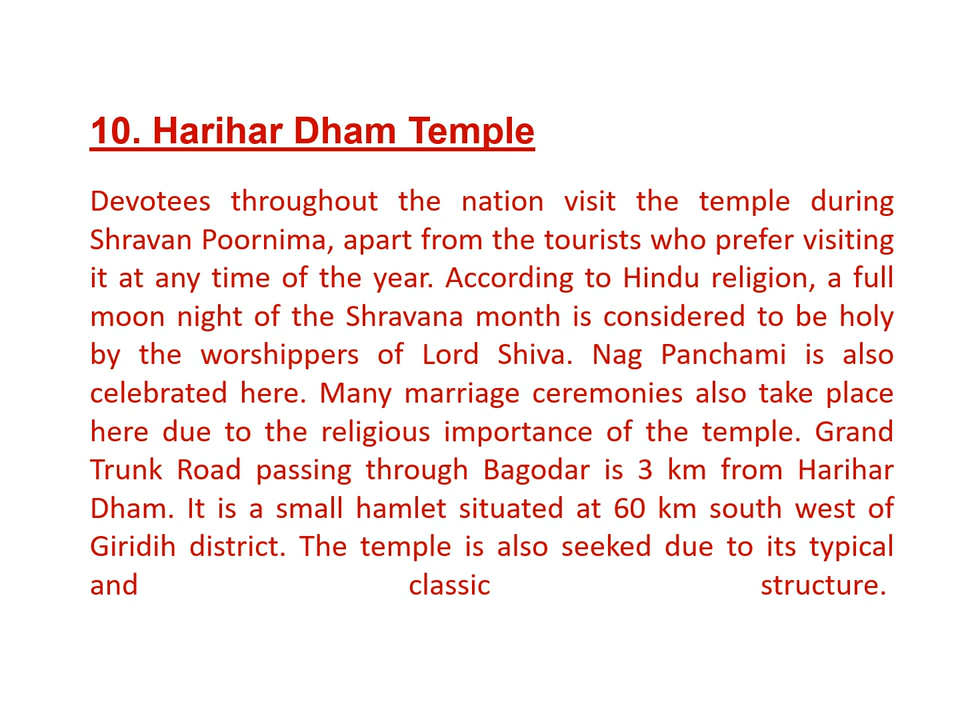 10. Harihar Dham Temple
Devotees throughout the nation visit the temple during
Shravan Poornima, apart from the tourists who prefer visiting
it at any time of the year. According to Hindu religion, a full
moon night of the Shravana month is considered to be holy
by the worshippers of Lord Shiva. Nag Panchami is also
celebrated here. Many marriage ceremonies also take place
here due to the religious importance of the temple. Grand
Trunk Road passing through Bagodar is 3 km from Harihar
Dham. It is a small hamlet situated at 60 km south west of
Giridih district. The temple is also seeked due to its typical
and classic structure.